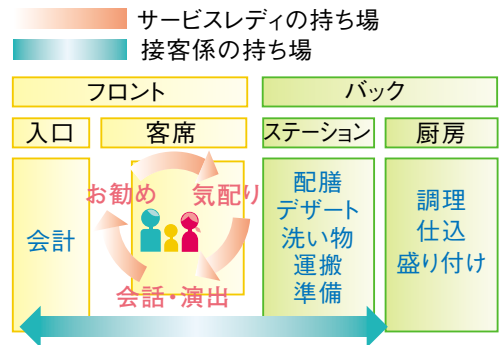 サービスレディの持ち場
接客係の持ち場
フロント
バック
入口
客席
ステーション
厨房
お勧め
気配り
会話・演出
会計
配膳
デザート
洗い物
運搬
準備
調理
仕込
盛り付け